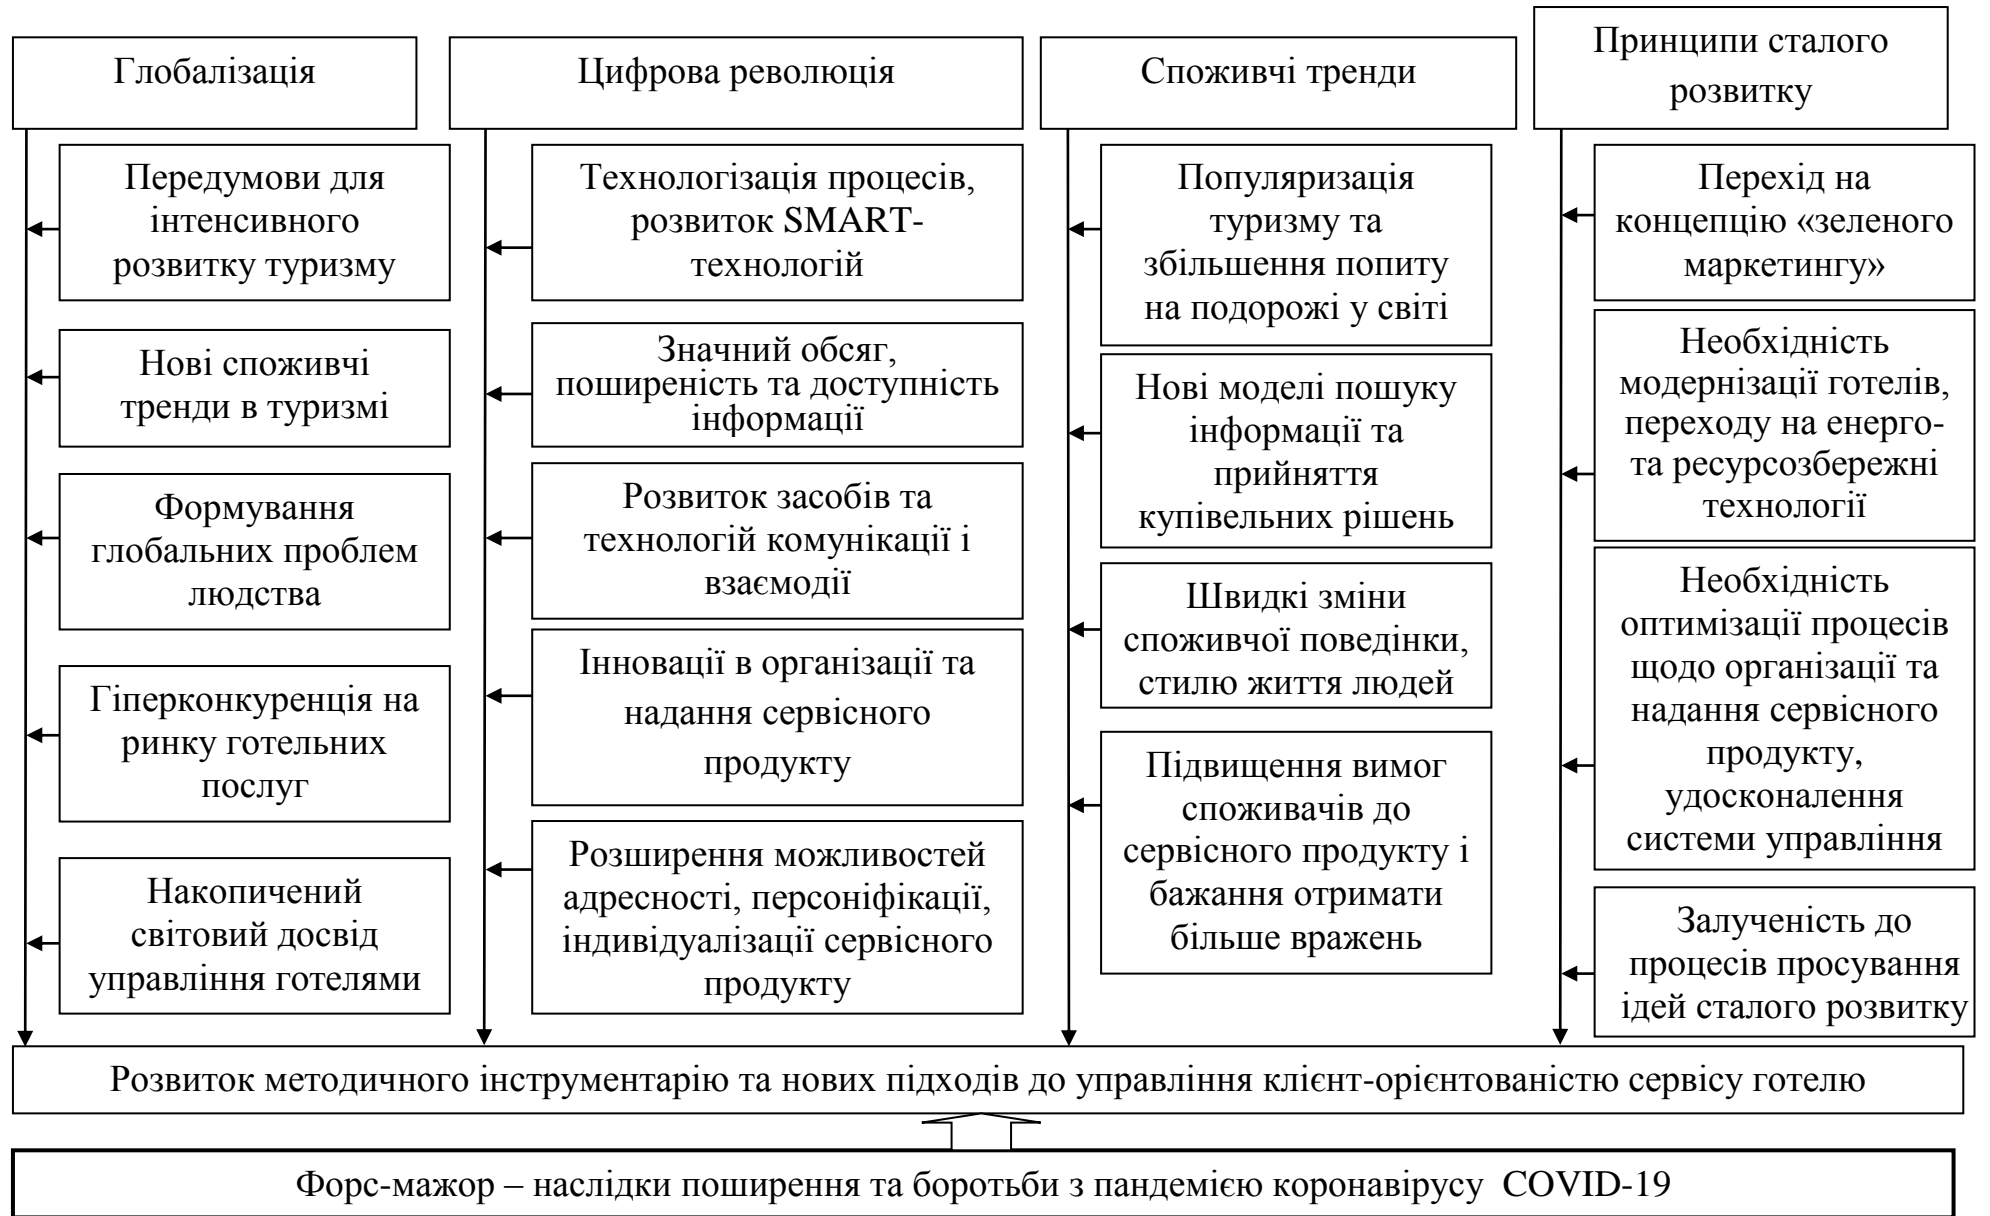 Глобалізація
Передумови для
інтенсивного
розвитку туризму
Нові споживчі
тренди в туризмі
Формування
глобальних проблем
людства
Гіперконкуренція на
ринку готельних
послуг
Накопичений
світовий досвід
управління готелями
Цифрова революція
Технологізація процесів,
розвиток SMART-
технологій
Значний обсяг,
поширеність та доступність
інформації
Розвиток засобів та
технологій комунікації і
взаємодії
Інновації в організації та
надання сервісного
продукту
Розширення можливостей
адресності, персоніфікації,
індивідуалізації сервісного
продукту
Споживчі тренди
Популяризація
туризму та
збільшення попиту
на подорожі у світі
Нові моделі пошуку
інформації та
прийняття
купівельних рішень
Швидкі зміни
споживчої поведінки,
стилю життя людей
Підвищення вимог
споживачів до
сервісного продукту і
бажання отримати
більше вражень
Принципи сталого
розвитку
Перехід на
концепцію «зеленого
маркетингу»
Необхідність
модернізації готелів,
переходу на енерго-
та ресурсозбережні
технології
Необхідність
оптимізації процесів
щодо організації та
надання сервісного
продукту,
удосконалення
системи управління
Залученість до
процесів просування
ідей сталого розвитку
Розвиток методичного інструментарію та нових підходів до управління клієнт-орієнтованістю сервісу готелю
Форс-мажор – наслідки поширення та боротьби з пандемією коронавірусу COVID-19